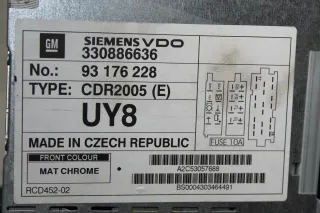 GM SIEMENS VDO
330886636
No.: 93 176 228
TYPE: CDR2005 (E)
UY8
FUSE 10A
MADE IN CZECH REPUBLIC
FRONT COLOUR
MAT CHROME
A2C53057688
RCD452-02
BS0004303464491